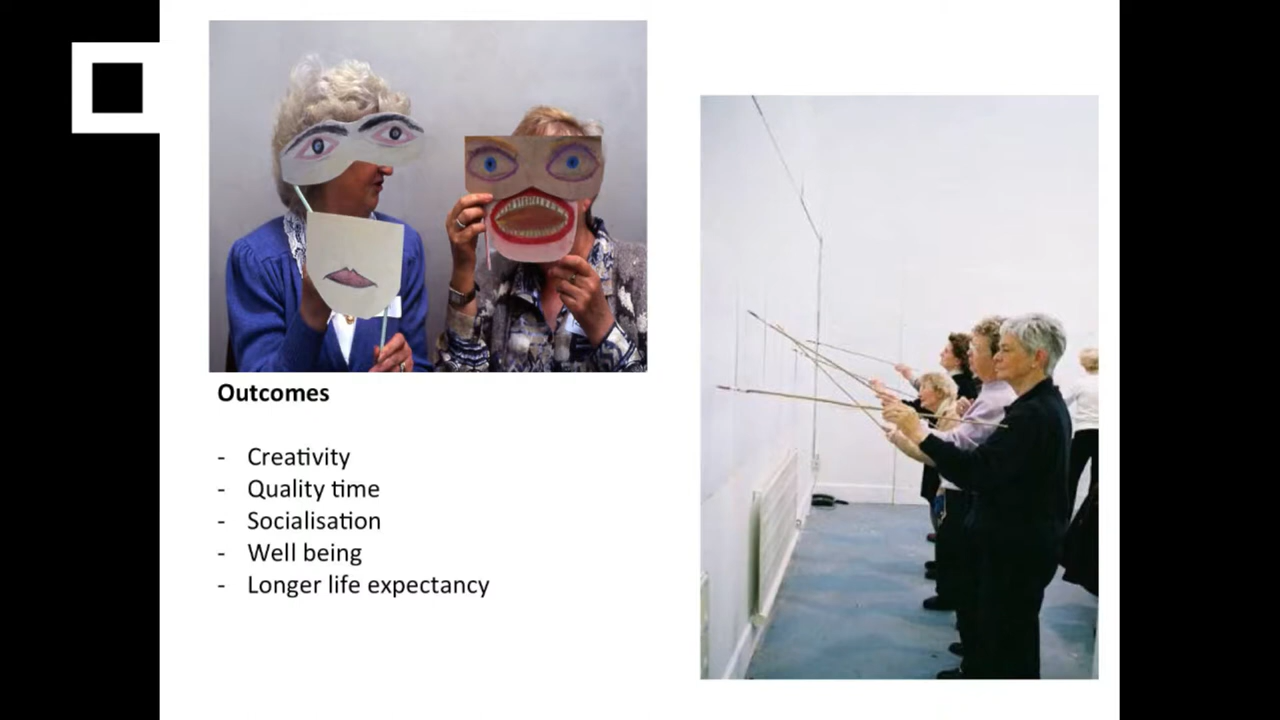 Outcomes
- Creativity
- Quality time
- Socialisation
- Well being
- Longer life expectancy